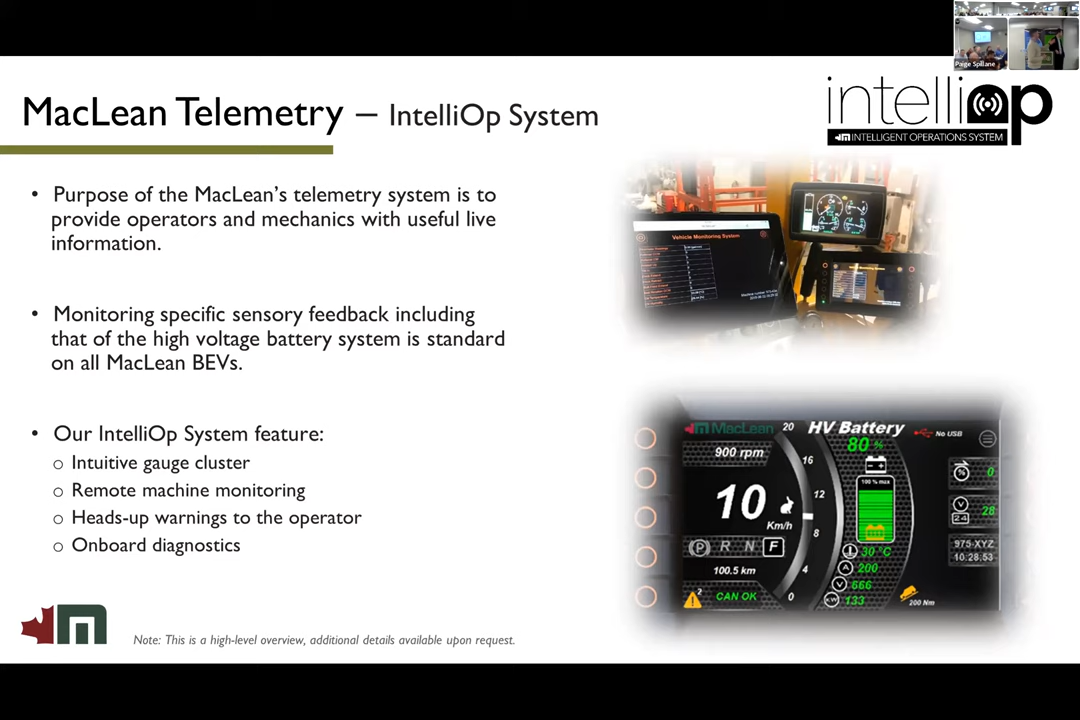 Paige Spillane
MacLean Telemetry – IntelliOp System
intelliOp
INTELLIGENT OPERATIONS SYSTEM
• Purpose of the MacLean's telemetry system is to
provide operators and mechanics with useful live
information.
• Monitoring specific sensory feedback including
that of the high voltage battery system is standard
on all MacLean BEVs.
• Our IntelliOp System feature:
o Intuitive gauge cluster
o Remote machine monitoring
o Heads-up warnings to the operator
o Onboard diagnostics
Vehicle Monitoring System
MacLean
20
HV Battery
No USB
80 %
900 rpm
16
100 % max
%
0
10
12
Km/h
V
24
28
8
P R N F
30 °C
975-XYZ
10:28:53
100.5 km
4
A 200
V 666
2
CAN OK
0
KW 133
200 Nm
M
Note: This is a high-level overview, additional details available upon request.